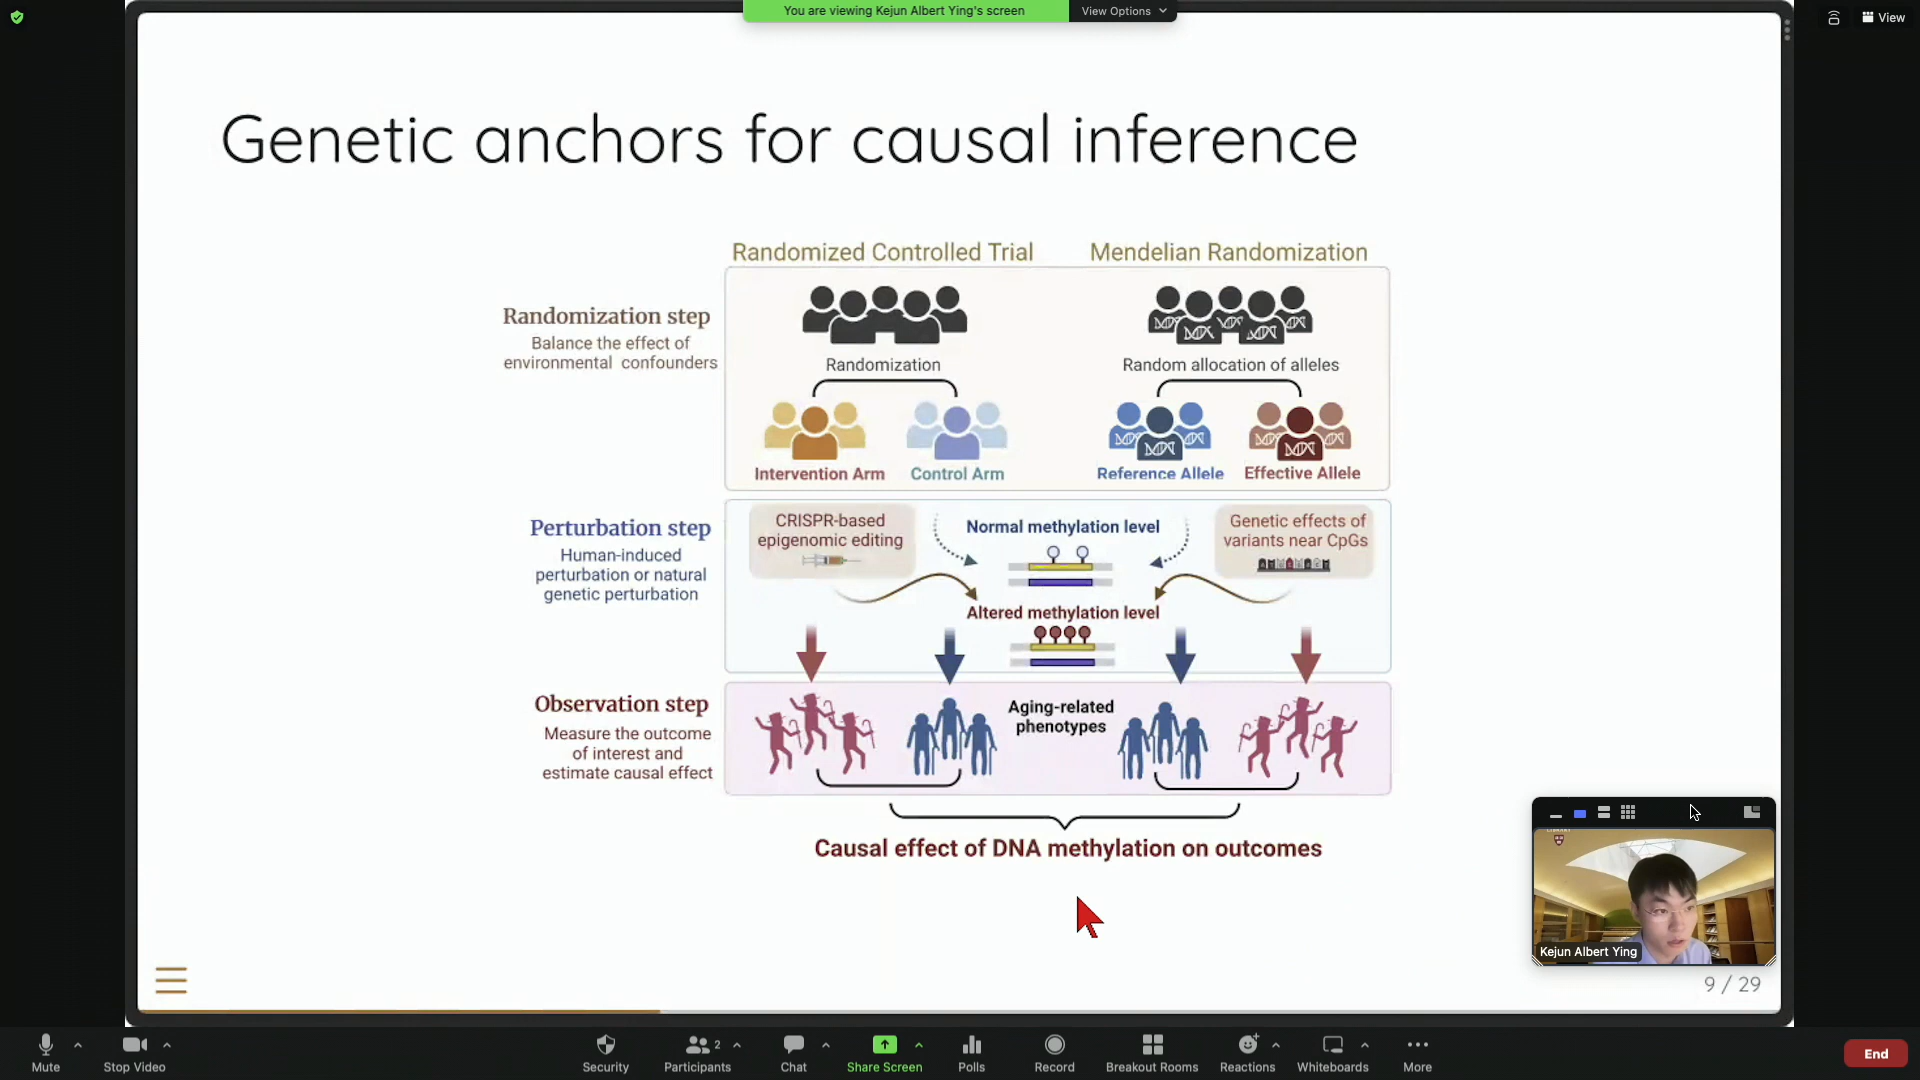 You are viewing Kejun Albert Ying's screen
View Options
View
Genetic anchors for causal inference
Randomized Controlled Trial
Mendelian Randomization
Randomization step
Balance the effect of
environmental confounders
Randomization
Random allocation of alleles
Intervention Arm
Control Arm
Reference Allele
Effective Allele
Perturbation step
Human-induced
perturbation or natural
genetic perturbation
CRISPR-based
epigenomic editing
Normal methylation level
Genetic effects of
variants near CpGs
Altered methylation level
Observation step
Measure the outcome
of interest and
estimate causal effect
Aging-related
phenotypes
Causal effect of DNA methylation on outcomes
Kejun Albert Ying
9 / 29
Mute
Stop Video
Security
2
Participants
Chat
Share Screen
Polls
Record
Breakout Rooms
Reactions
Whiteboards
More
End